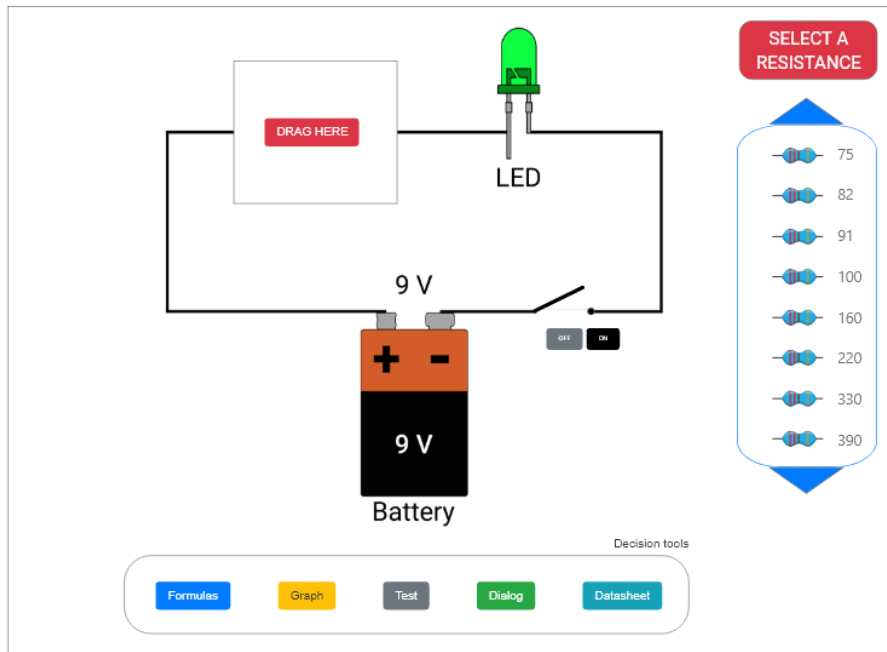 SELECT A
RESISTANCE
DRAG HERE
LED
75
82
91
100
160
220
330
390
9 V
OFF
ON
+ -
9 V
Battery
Decision tools
Formulas
Graph
Test
Dialog
Datasheet